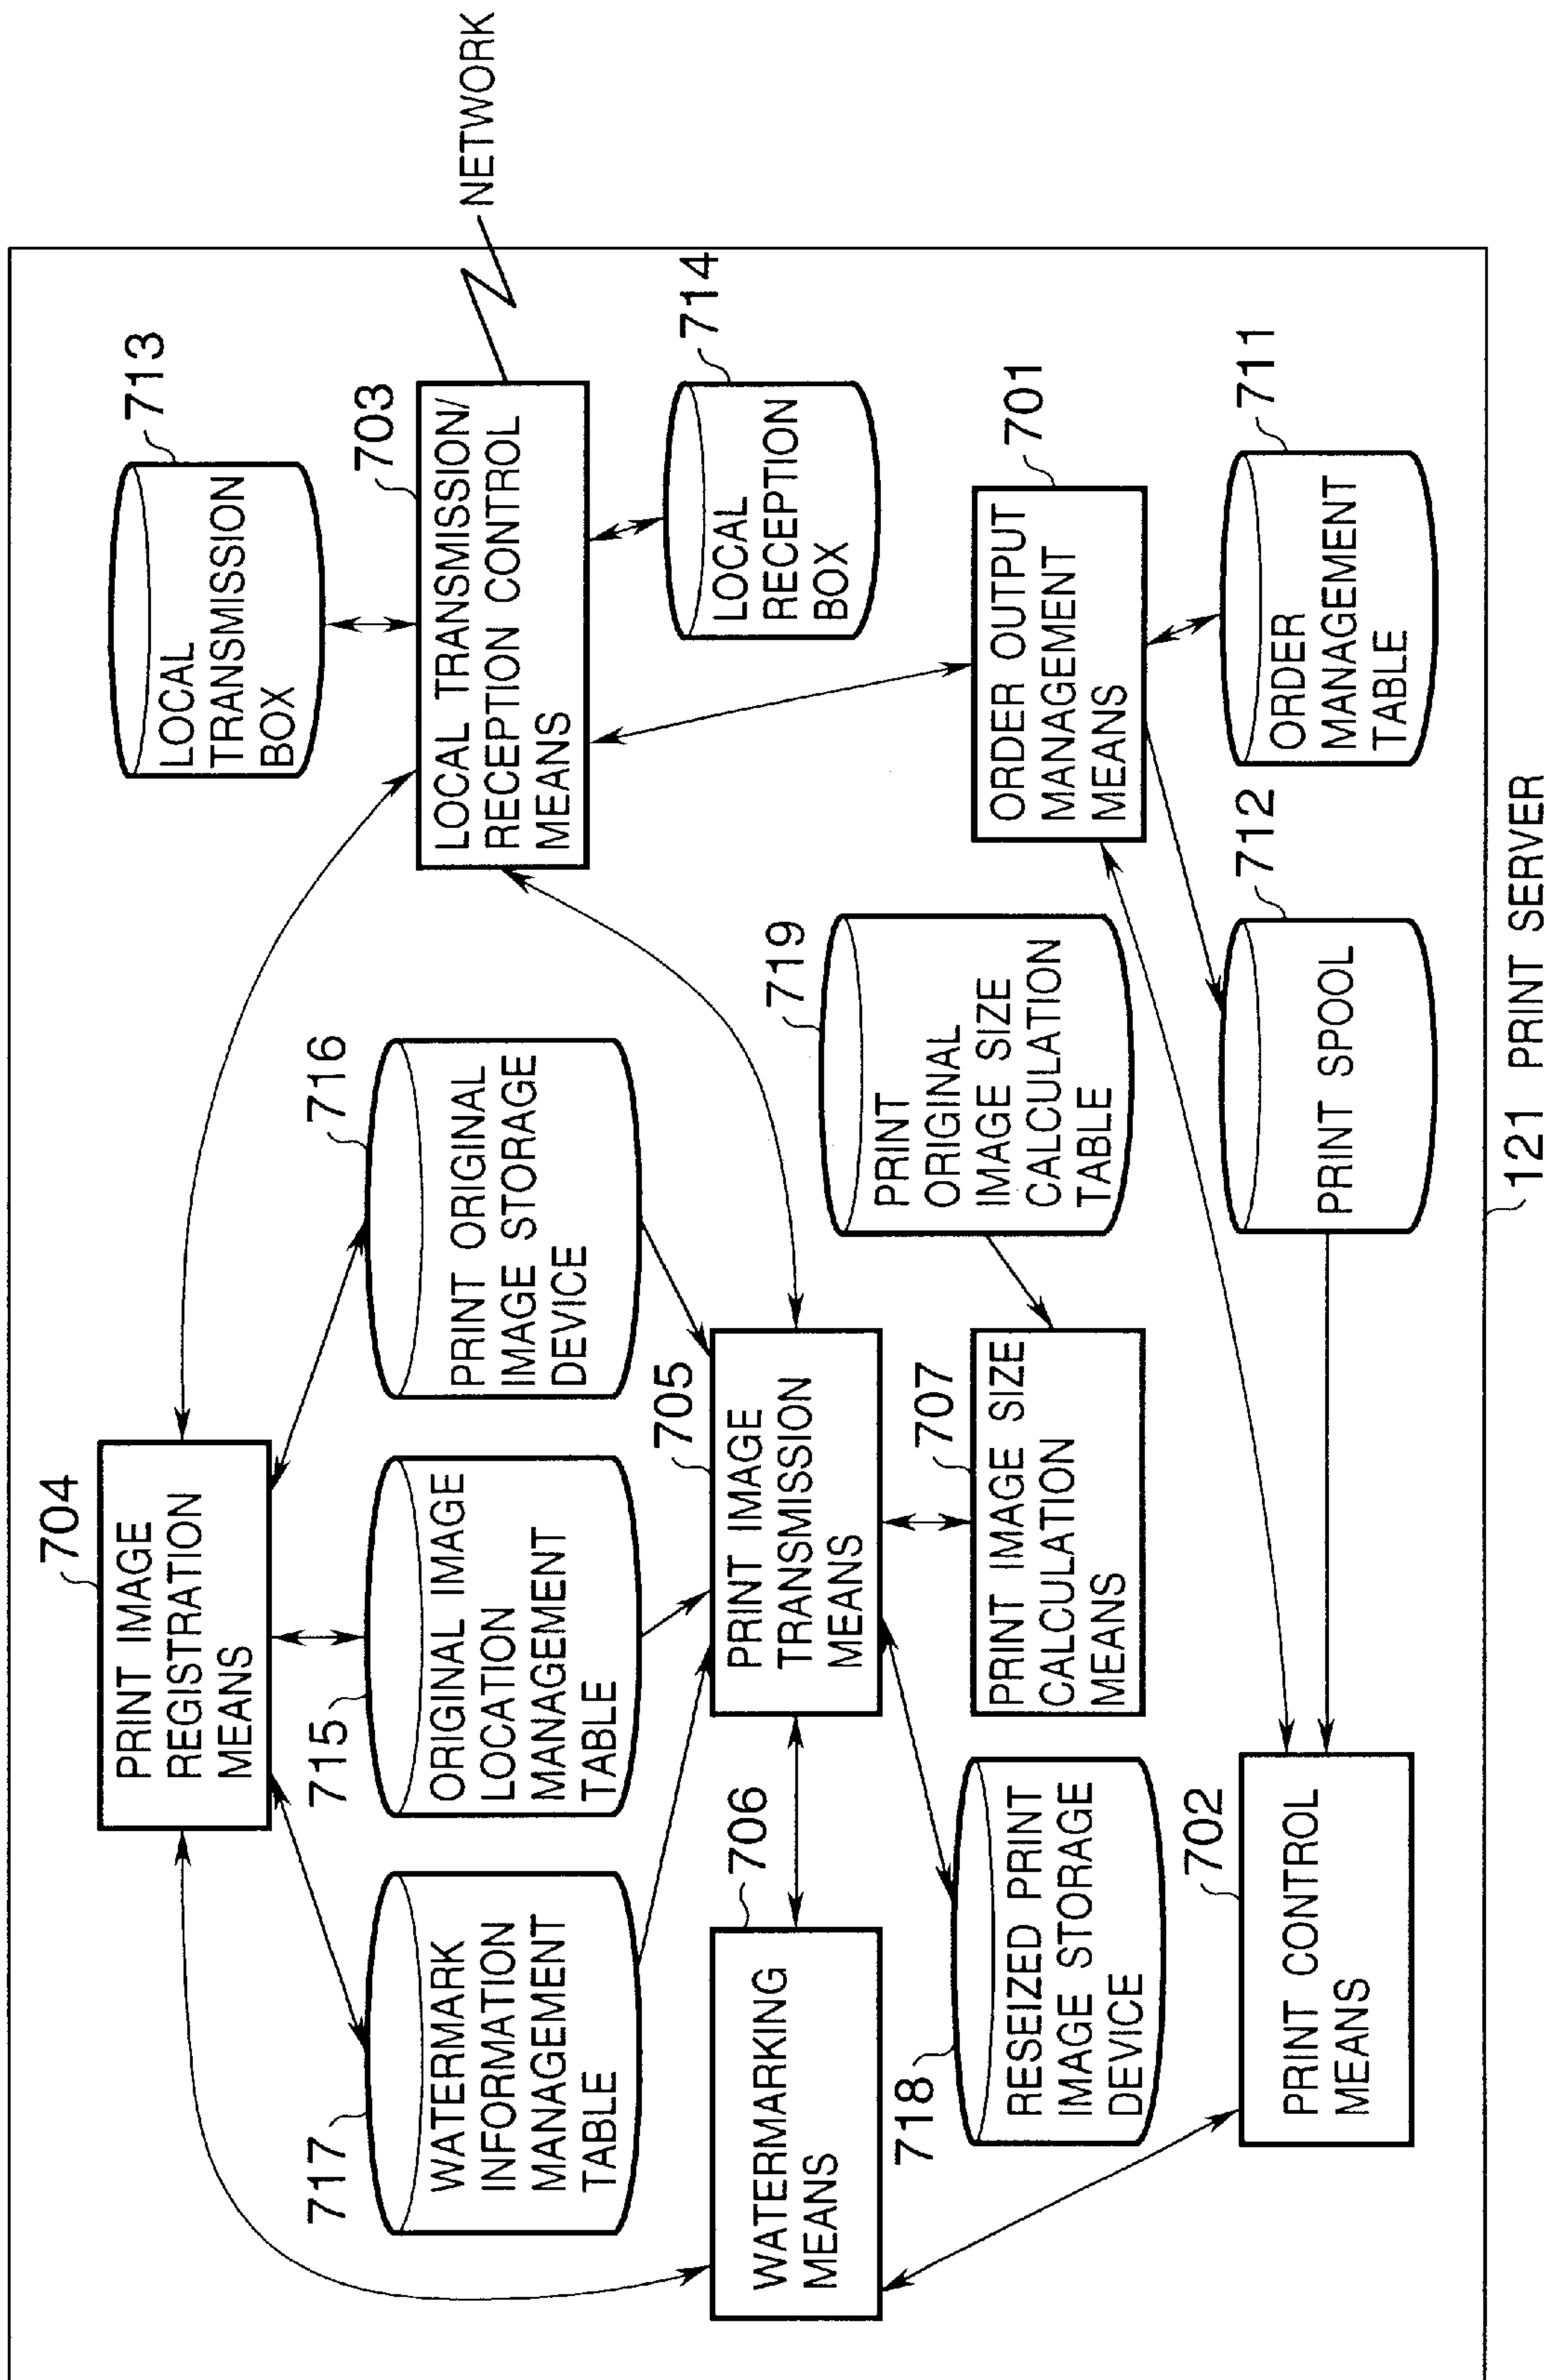 704
PRINT IMAGE
REGISTRATION
MEANS
713
LOCAL
TRANSMISSION
BOX
717
WATERMARK
INFORMATION
MANAGEMENT
TABLE
715
ORIGINAL IMAGE
LOCATION
MANAGEMENT
TABLE
716
PRINT ORIGINAL
IMAGE STORAGE
DEVICE
703
LOCAL TRANSMISSION/
RECEPTION CONTROL
MEANS
NETWORK
706
WATERMARKING
MEANS
705
PRINT IMAGE
TRANSMISSION
MEANS
714
LOCAL
RECEPTION
BOX
718
RESEIZED PRINT
IMAGE STORAGE
DEVICE
707
PRINT IMAGE SIZE
CALCULATION
MEANS
719
PRINT
ORIGINAL
IMAGE SIZE
CALCULATION
TABLE
701
ORDER OUTPUT
MANAGEMENT
MEANS
702
PRINT CONTROL
MEANS
712
PRINT SPOOL
711
ORDER
MANAGEMENT
TABLE
121 PRINT SERVER